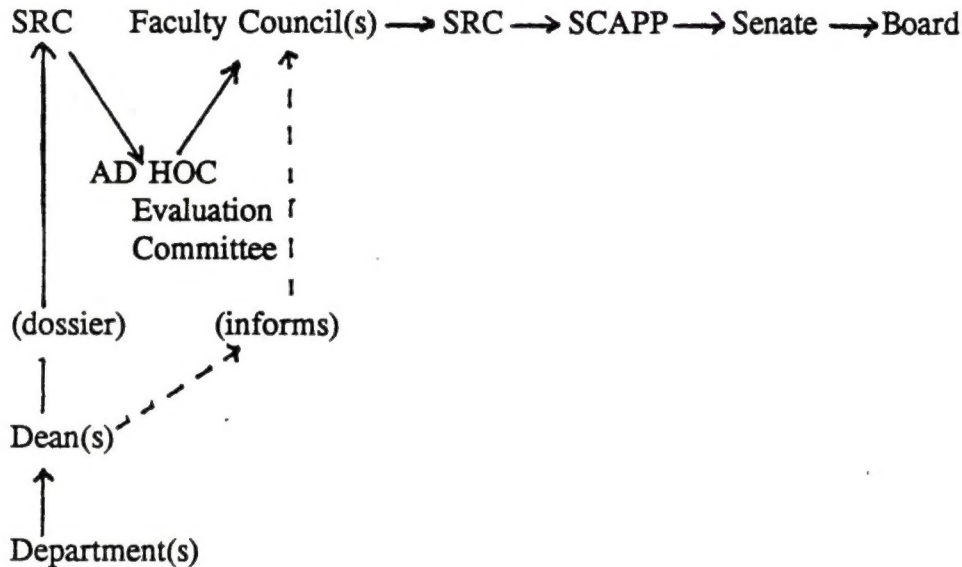 SRC Faculty Council(s) → SRC → SCAPP → Senate → Board
AD HOC
Evaluation
Committee
(dossier) (informs)
Dean(s)
Department(s)